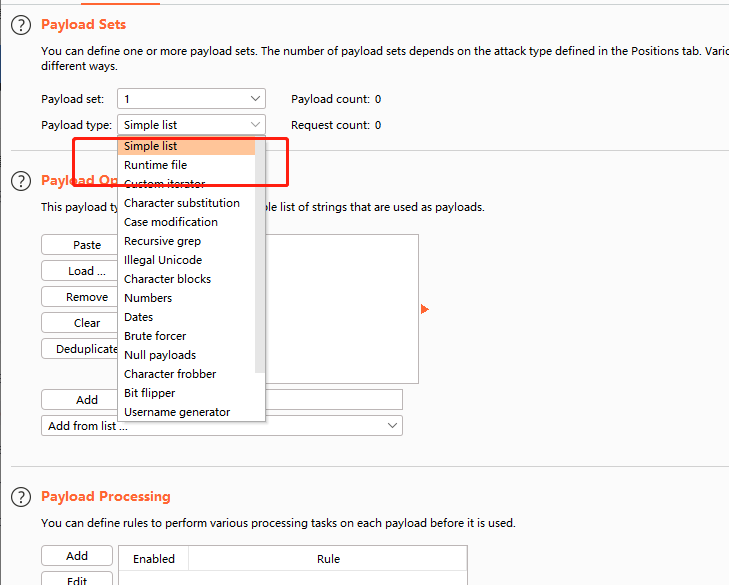 Payload Sets
You can define one or more payload sets. The number of payload sets depends on the attack type defined in the Positions tab.
different ways.
Payload set: 1 Payload count: 0
Payload type: Simple list Request count: 0
Simple list
Runtime file
Custom iterator
Character substitution
Case modification
Recursive grep
Illegal Unicode
Character blocks
Numbers
Dates
Brute forcer
Null payloads
Character frobber
Bit flipper
Username generator
Payload
This payload list of strings that are used as payloads.
Paste
Load ...
Remove
Clear
Deduplicate
Add
Add from list ...
Payload Processing
You can define rules to perform various processing tasks on each payload before it is used.
Add Enabled Rule
Edit